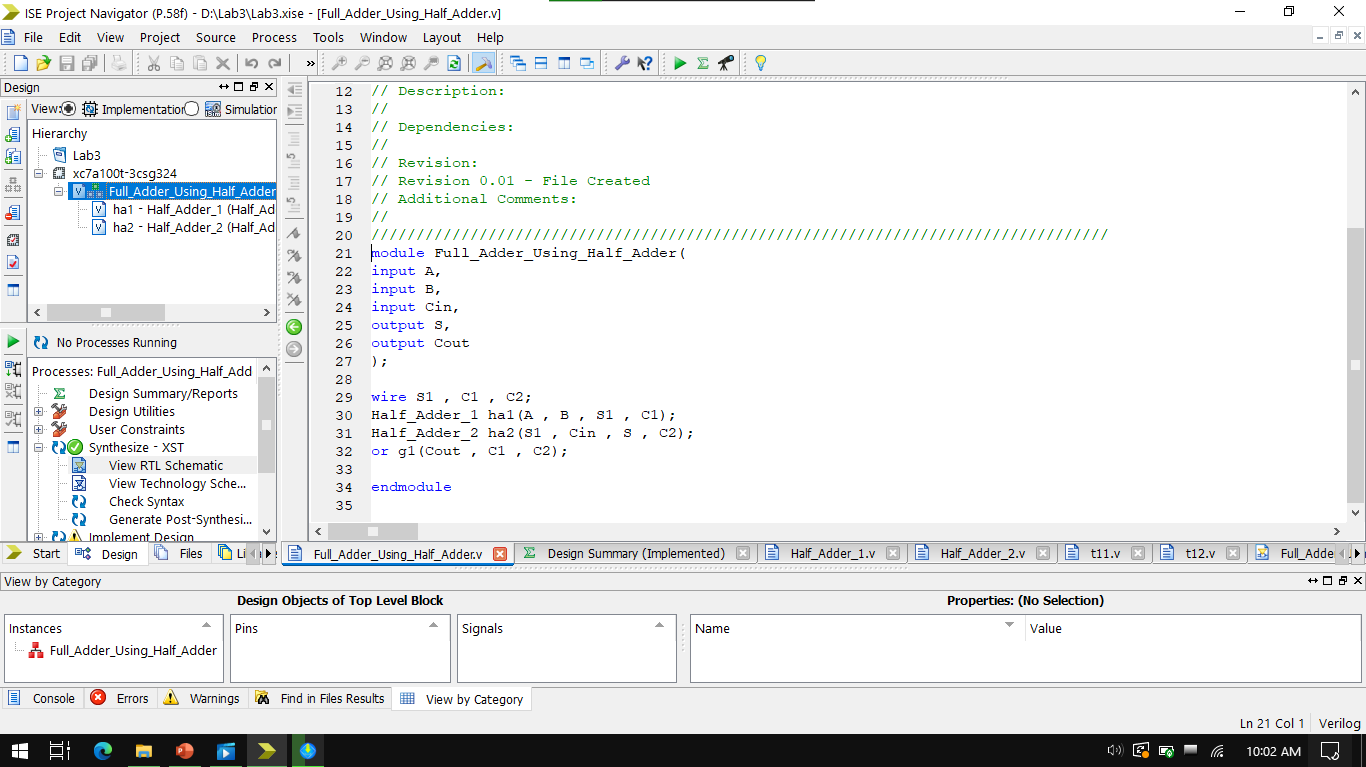 ISE Project Navigator (P.58f) - D:\Lab3\Lab3.xise - [Full_Adder_Using_Half_Adder.v]
File Edit View Project Source Process Tools Window Layout Help
»
Design
View: Implementation Simulation
Hierarchy
Lab3
xc7a100t-3csg324
Full_Adder_Using_Half_Adder
ha1 - Half_Adder_1 (Half_Ad
ha2 - Half_Adder_2 (Half_Ad
No Processes Running
Processes: Full_Adder_Using_Half_Add
Design Summary/Reports
Design Utilities
User Constraints
Synthesize - XST
View RTL Schematic
View Technology Sche...
Check Syntax
Generate Post-Synthesi...
Implement Design
Start Design Files Li
12 // Description:
13 //
14 // Dependencies:
15 //
16 // Revision:
17 // Revision 0.01 - File Created
18 // Additional Comments:
19 //
20 //////////////////////////////////////////////////////////////////////////////////
21 module Full_Adder_Using_Half_Adder(
22 input A,
23 input B,
24 input Cin,
25 output S,
26 output Cout
27 );
28
29 wire S1 , C1 , C2;
30 Half_Adder_1 ha1(A , B , S1 , C1);
31 Half_Adder_2 ha2(S1 , Cin , S , C2);
32 or g1(Cout , C1 , C2);
33
34 endmodule
35
Full_Adder_Using_Half_Adder.v Design Summary (Implemented) Half_Adder_1.v Half_Adder_2.v t11.v t12.v Full_Adde
View by Category
Design Objects of Top Level Block
Properties: (No Selection)
Instances Pins Signals Name Value
Full_Adder_Using_Half_Adder
Console Errors Warnings Find in Files Results View by Category
Ln 21 Col 1 Verilog
10:02 AM